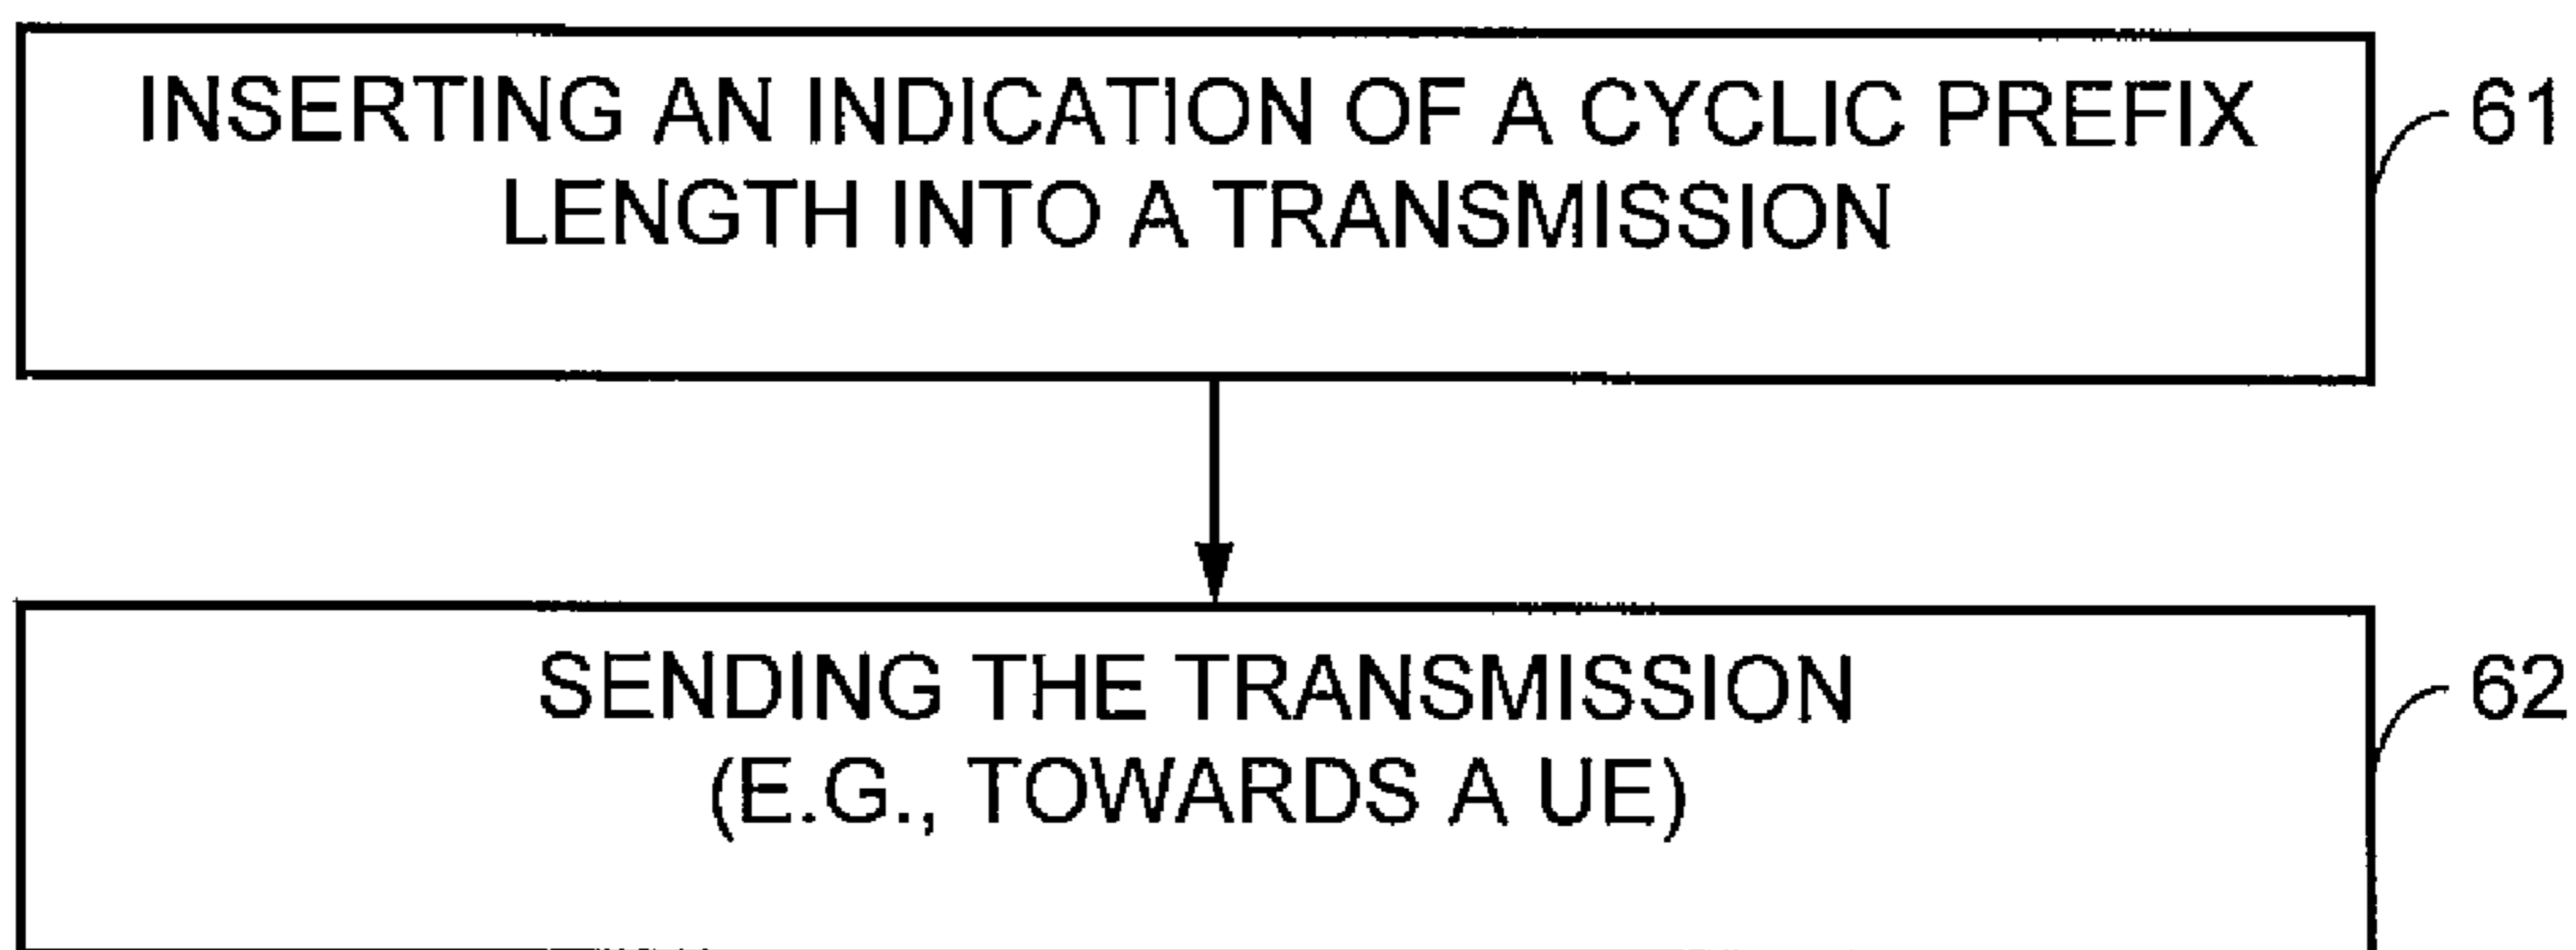 INSERTING AN INDICATION OF A CYCLIC PREFIX
LENGTH INTO A TRANSMISSION
61
SENDING THE TRANSMISSION
(E.G., TOWARDS A UE)
62